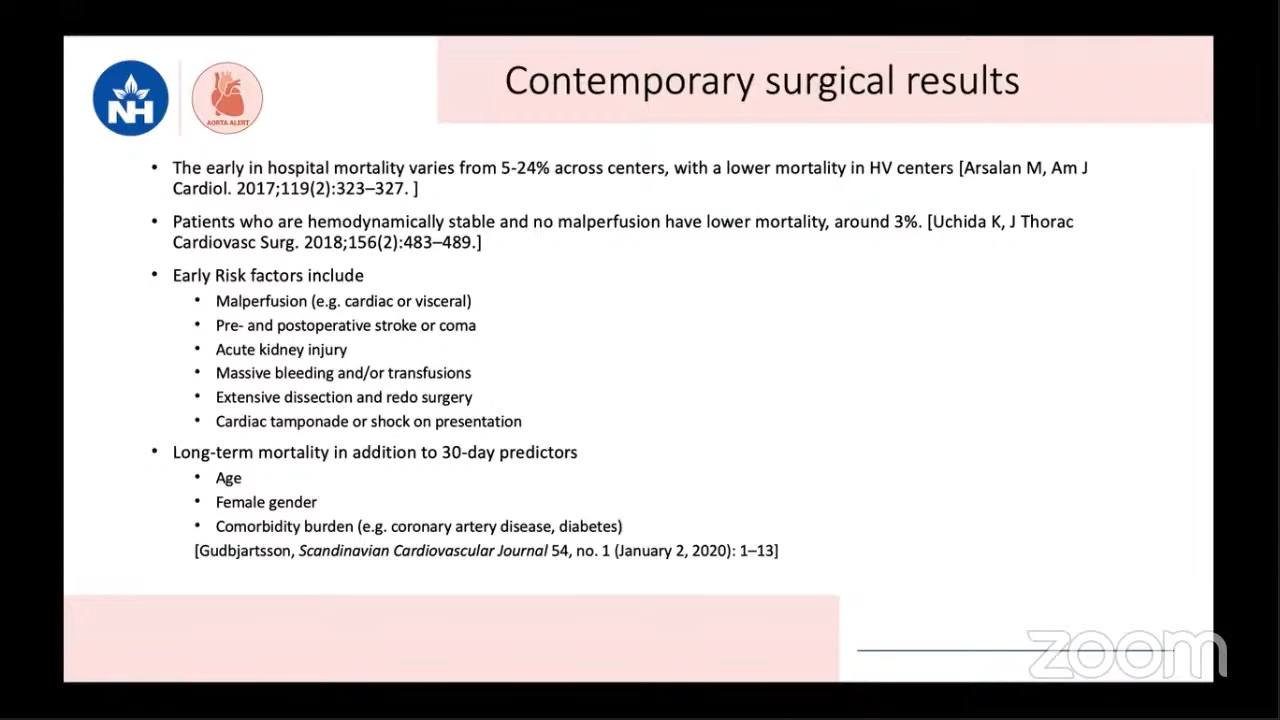 NH
AORTA ALERT
Contemporary surgical results
• The early in hospital mortality varies from 5-24% across centers, with a lower mortality in HV centers [Arsalan M, Am J
Cardiol. 2017;119(2):323–327. ]
• Patients who are hemodynamically stable and no malperfusion have lower mortality, around 3%. [Uchida K, J Thorac
Cardiovasc Surg. 2018;156(2):483–489.]
• Early Risk factors include
• Malperfusion (e.g. cardiac or visceral)
• Pre- and postoperative stroke or coma
• Acute kidney injury
• Massive bleeding and/or transfusions
• Extensive dissection and redo surgery
• Cardiac tamponade or shock on presentation
• Long-term mortality in addition to 30-day predictors
• Age
• Female gender
• Comorbidity burden (e.g. coronary artery disease, diabetes)
[Gudbjartsson, Scandinavian Cardiovascular Journal 54, no. 1 (January 2, 2020): 1–13]
zoom